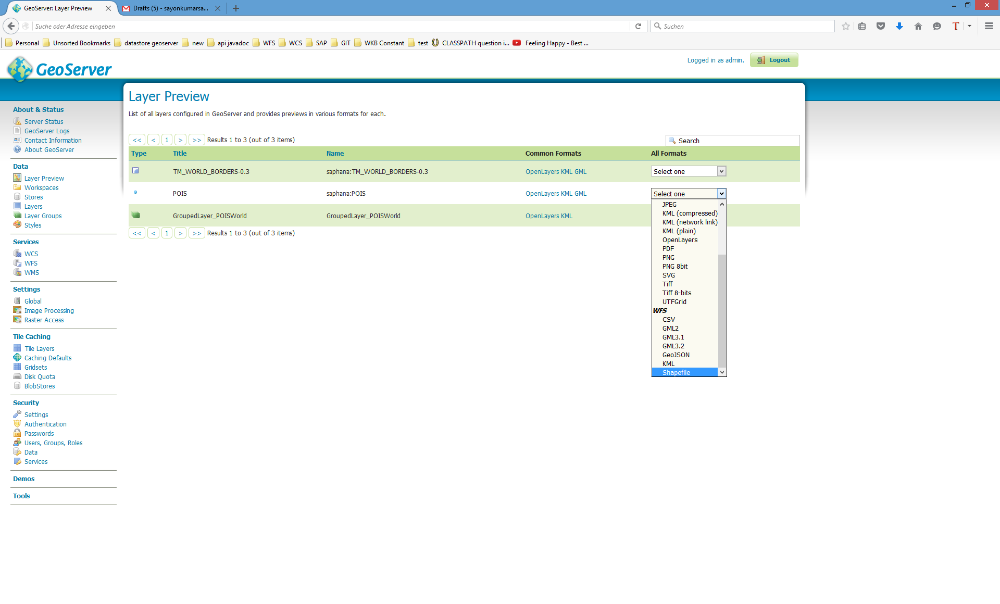 GeoServer: Layer Preview
Drafts (5) - sayonkumarsa...
Suche oder Adresse eingeben
Suchen
Personal Unsorted Bookmarks datastore geoserver new api javadoc WFS WCS SAP GIT WKB Constant test CLASSPATH question i... Feeling Happy - Best ...
GeoServer
Logged in as admin.
Logout
About & Status
Server Status
GeoServer Logs
Contact Information
About GeoServer
Data
Layer Preview
Workspaces
Stores
Layers
Layer Groups
Styles
Services
WCS
WFS
WMS
Settings
Global
Image Processing
Raster Access
Tile Caching
Tile Layers
Caching Defaults
Gridsets
Disk Quota
BlobStores
Security
Settings
Authentication
Passwords
Users, Groups, Roles
Data
Services
Demos
Tools
Layer Preview
List of all layers configured in GeoServer and provides previews in various formats for each.
<< < 1 > >> Results 1 to 3 (out of 3 items)
Search
Type Title Name Common Formats All Formats
TM_WORLD_BORDERS-0.3 saphana:TM_WORLD_BORDERS-0.3 OpenLayers KML GML Select one
POIS saphana:POIS OpenLayers KML GML Select one
GroupedLayer_POISWorld GroupedLayer_POISWorld OpenLayers KML
<< < 1 > >> Results 1 to 3 (out of 3 items)
JPEG
KML (compressed)
KML (network link)
KML (plain)
OpenLayers
PDF
PNG
PNG 8bit
SVG
Tiff
Tiff 8-bits
UTFGrid
WFS
CSV
GML2
GML3.1
GML3.2
GeoJSON
KML
Shapefile